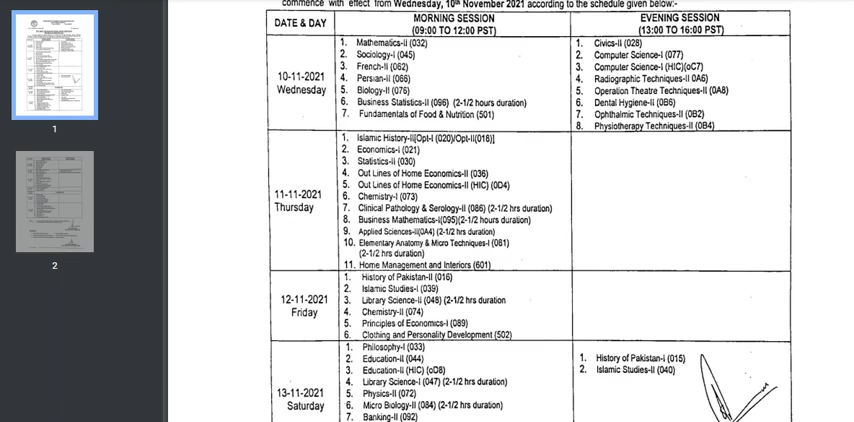 commence with effect from Wednesday, 10th November 2021 according to the schedule given below:-
DATE & DAY
MORNING SESSION
(09:00 TO 12:00 PST)
EVENING SESSION
(13:00 TO 16:00 PST)
10-11-2021
Wednesday
1. Mathematics-II (032)
2. Sociology-I (045)
3. French-II (062)
4. Persian-II (066)
5. Biology-II (076)
6. Business Statistics-II (096) (2-1/2 hours duration)
7. Fundamentals of Food & Nutrition (501)
1. Civics-II (028)
2. Computer Science-I (077)
3. Computer Science-I (HIC)(oC7)
4. Radiographic Techniques-II 0A6)
5. Operation Theatre Techniques-II (0A8)
6. Dental Hygiene-II (0B6)
7. Ophthalmic Techniques-II (0B2)
8. Physiotherapy Techniques-II (0B4)
11-11-2021
Thursday
1. Islamic History-II[Opt-I (020)/Opt-II(018)]
2. Economics-I (021)
3. Statistics-II (030)
4. Out Lines of Home Economics-II (036)
5. Out Lines of Home Economics-II (HIC) (0D4)
6. Chemistry-I (073)
7. Clinical Pathology & Serology-II (086) (2-1/2 hours duration)
8. Business Mathematics-I(095)(2-1/2 hours duration)
9. Applied Sciences-II(0A4) (2-1/2 hrs duration)
10. Elementary Anatomy & Micro Techniques-I (081)
(2-1/2 hrs duration)
11. Home Management and Interiors (601)
12-11-2021
Friday
1. History of Pakistan-II (016)
2. Islamic Studies-I (039)
3. Library Science-II (048) (2-1/2 hrs duration
4. Chemistry-II (074)
5. Principles of Economics-I (089)
6. Clothing and Personality Development (502)
13-11-2021
Saturday
1. Philosophy-I (033)
2. Education-II (044)
3. Education-II (HIC) (oD8)
4. Library Science-I (047) (2-1/2 hrs duration)
5. Physics-II (072)
6. Micro Biology-II (084) (2-1/2 hrs duration)
7. Banking-II (092)
1. History of Pakistan-I (015)
2. Islamic Studies-II (040)
1
2